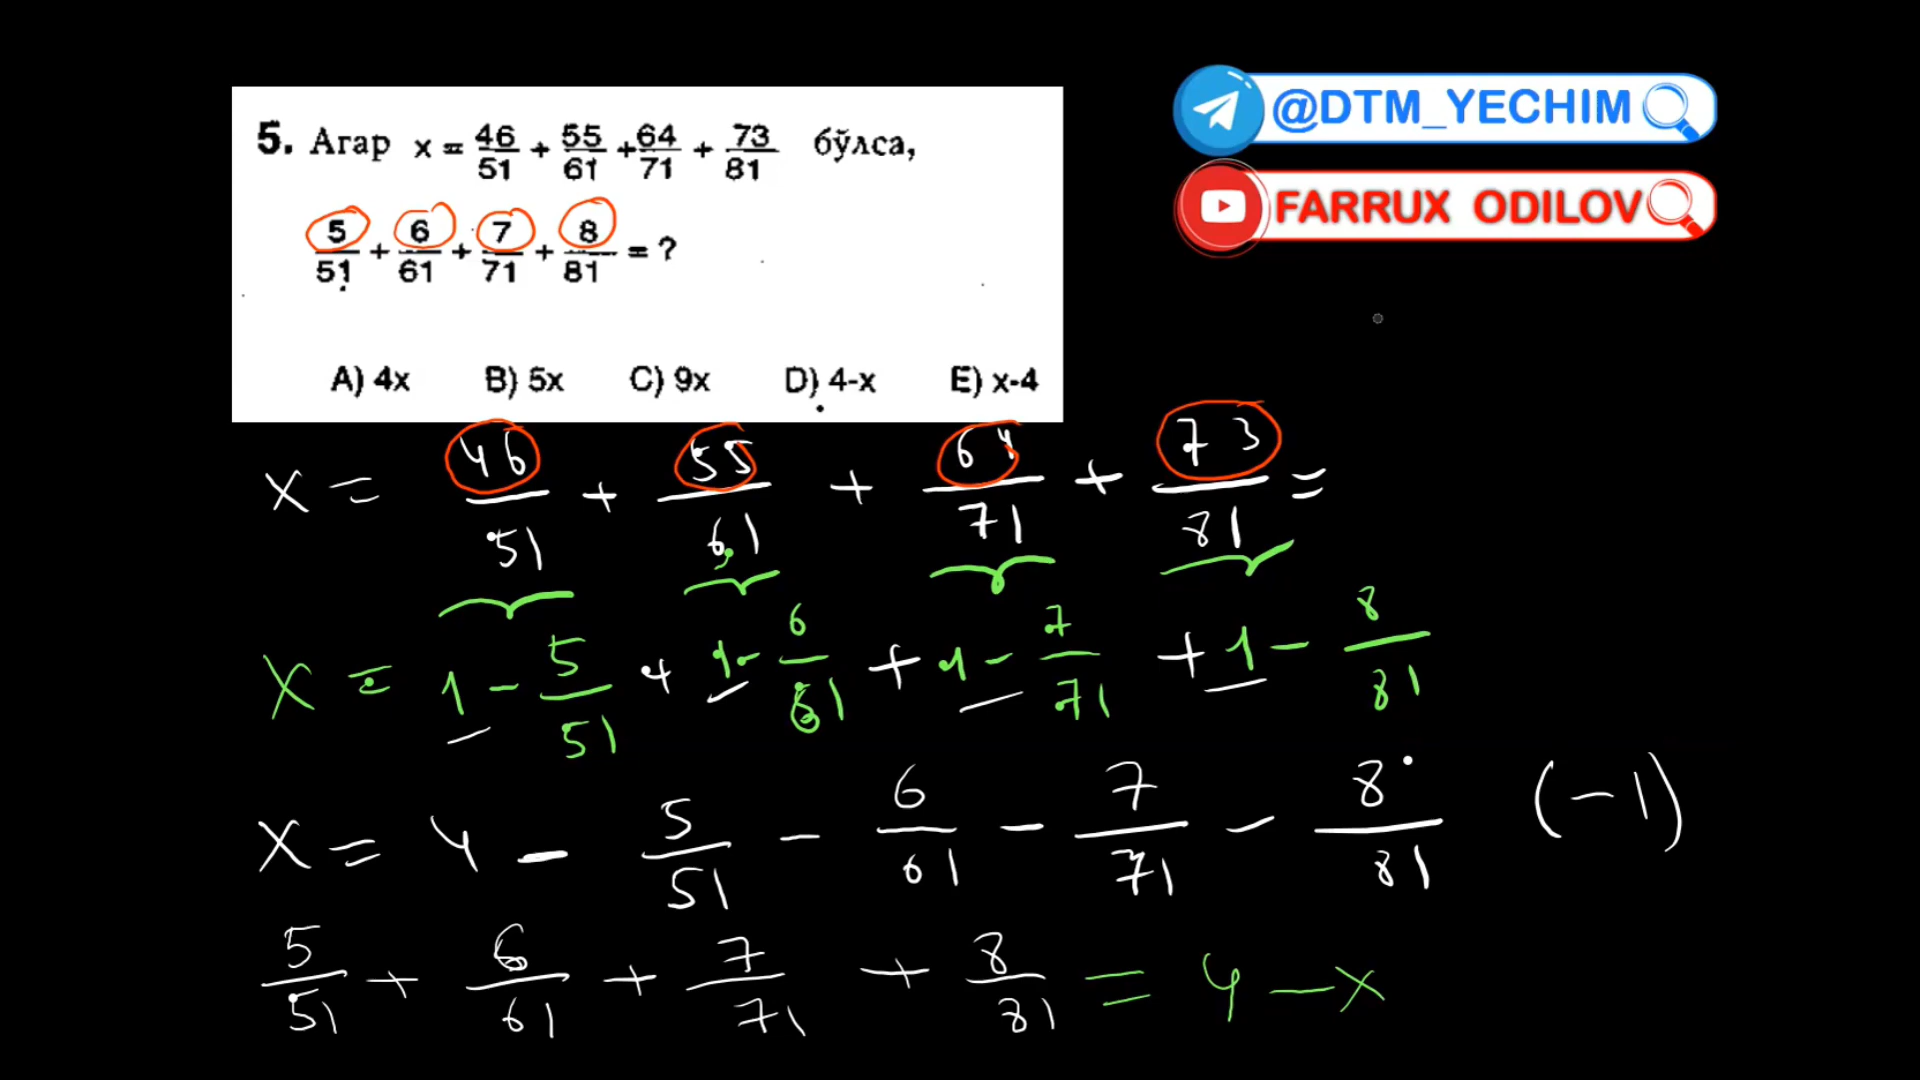 @DTM_YECHIM
FARRUX ODILOV
5. Агар x = 46/51 + 55/61 + 64/71 + 73/81 бўлса,
5/51 + 6/61 + 7/71 + 8/81 = ?
A) 4x B) 5x C) 9x D) 4-x E) x-4
x = 46/51 + 55/61 + 64/71 + 73/81 =
x = 1 - 5/51 + 1 - 6/61 + 1 - 7/71 + 1 - 8/81
x = 4 - 5/51 - 6/61 - 7/71 - 8/81 (-1)
5/51 + 6/61 + 7/71 + 8/81 = 4 - x